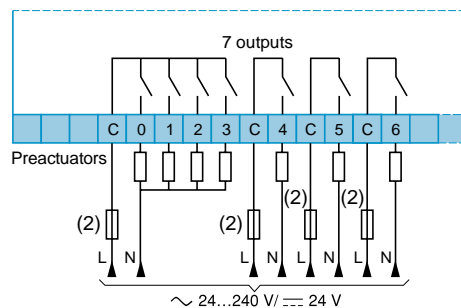 7 outputs
C 0 1 2 3 C 4 C 5 C 6
Preactuators
(2) (2) (2) (2)
L N L N L N L N
~ 24...240 V/ ⎓ 24 V